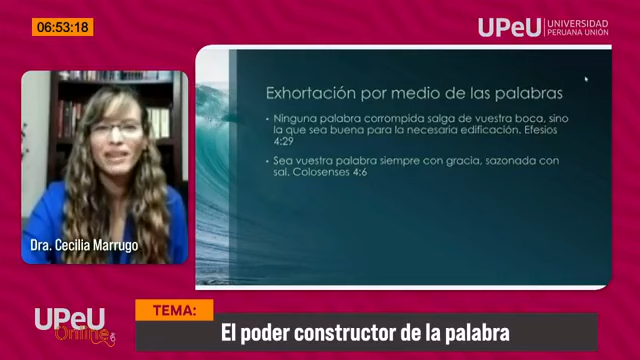 06:53:18
UPeU UNIVERSIDAD
PERUANA UNIÓN
Exhortación por medio de las palabras
• Ninguna palabra corrompida salga de vuestra boca, sino
la que sea buena para la necesaria edificación. Efesios
4:29
• Sea vuestra palabra siempre con gracia, sazonada con
sal. Colosenses 4:6
Dra. Cecilia Marrugo
UPeU
Online
TEMA:
El poder constructor de la palabra